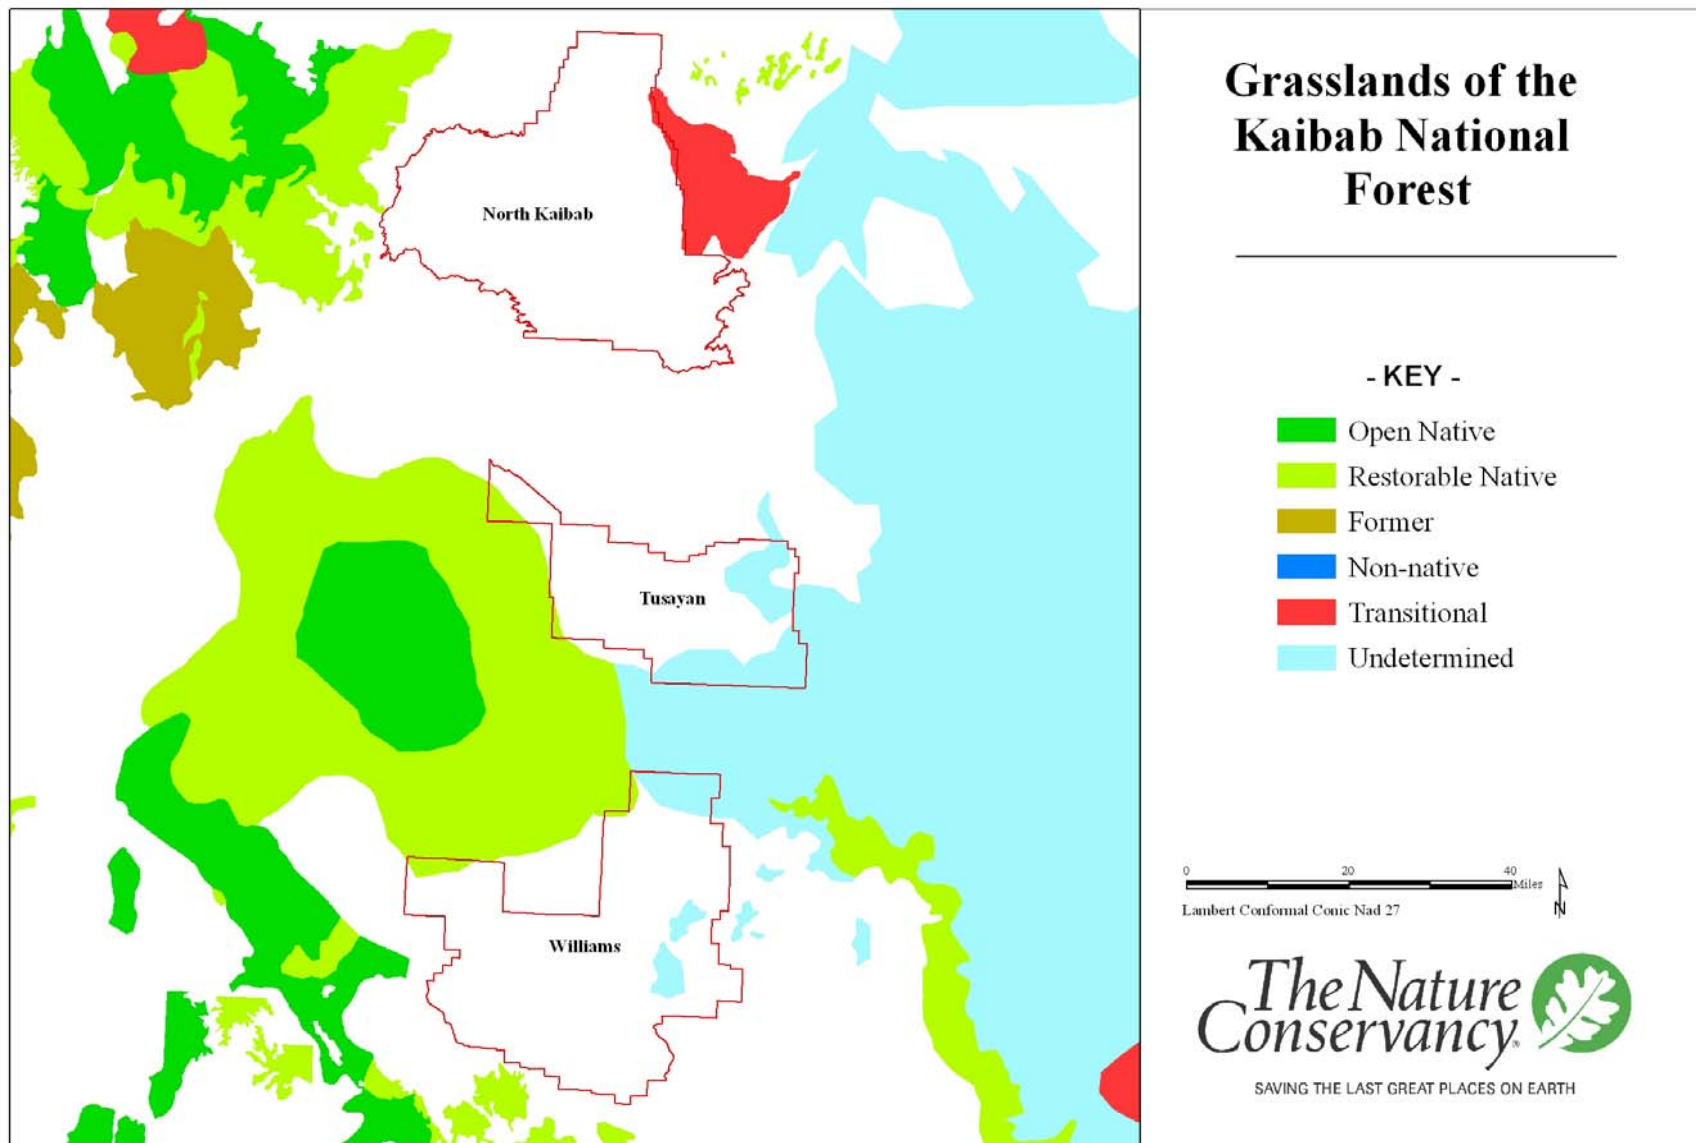 Grasslands of the
Kaibab National
Forest
North Kaibab
- KEY -
Open Native
Restorable Native
Former
Non-native
Transitional
Undetermined
Tusayan
Williams
0 20 40
Miles
N
Lambert Conformal Conic Nad 27
The Nature
Conservancy®
SAVING THE LAST GREAT PLACES ON EARTH